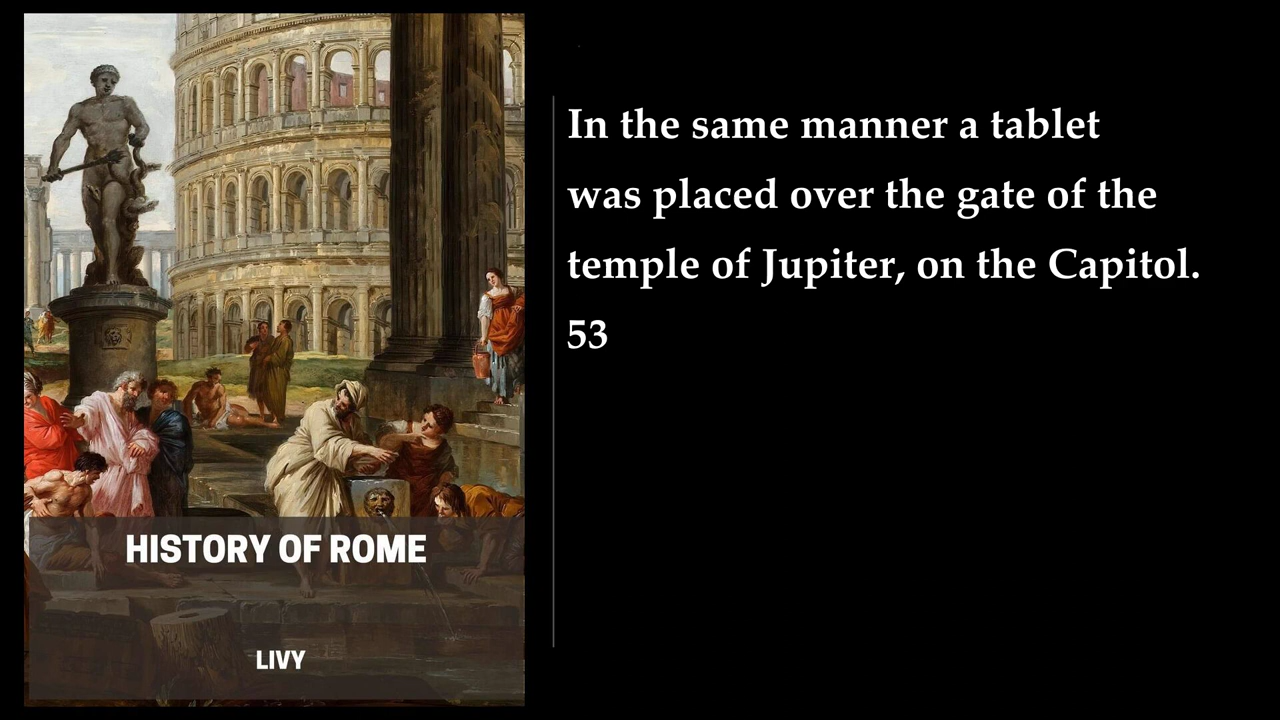 HISTORY OF ROME
LIVY
In the same manner a tablet
was placed over the gate of the
temple of Jupiter, on the Capitol.
53